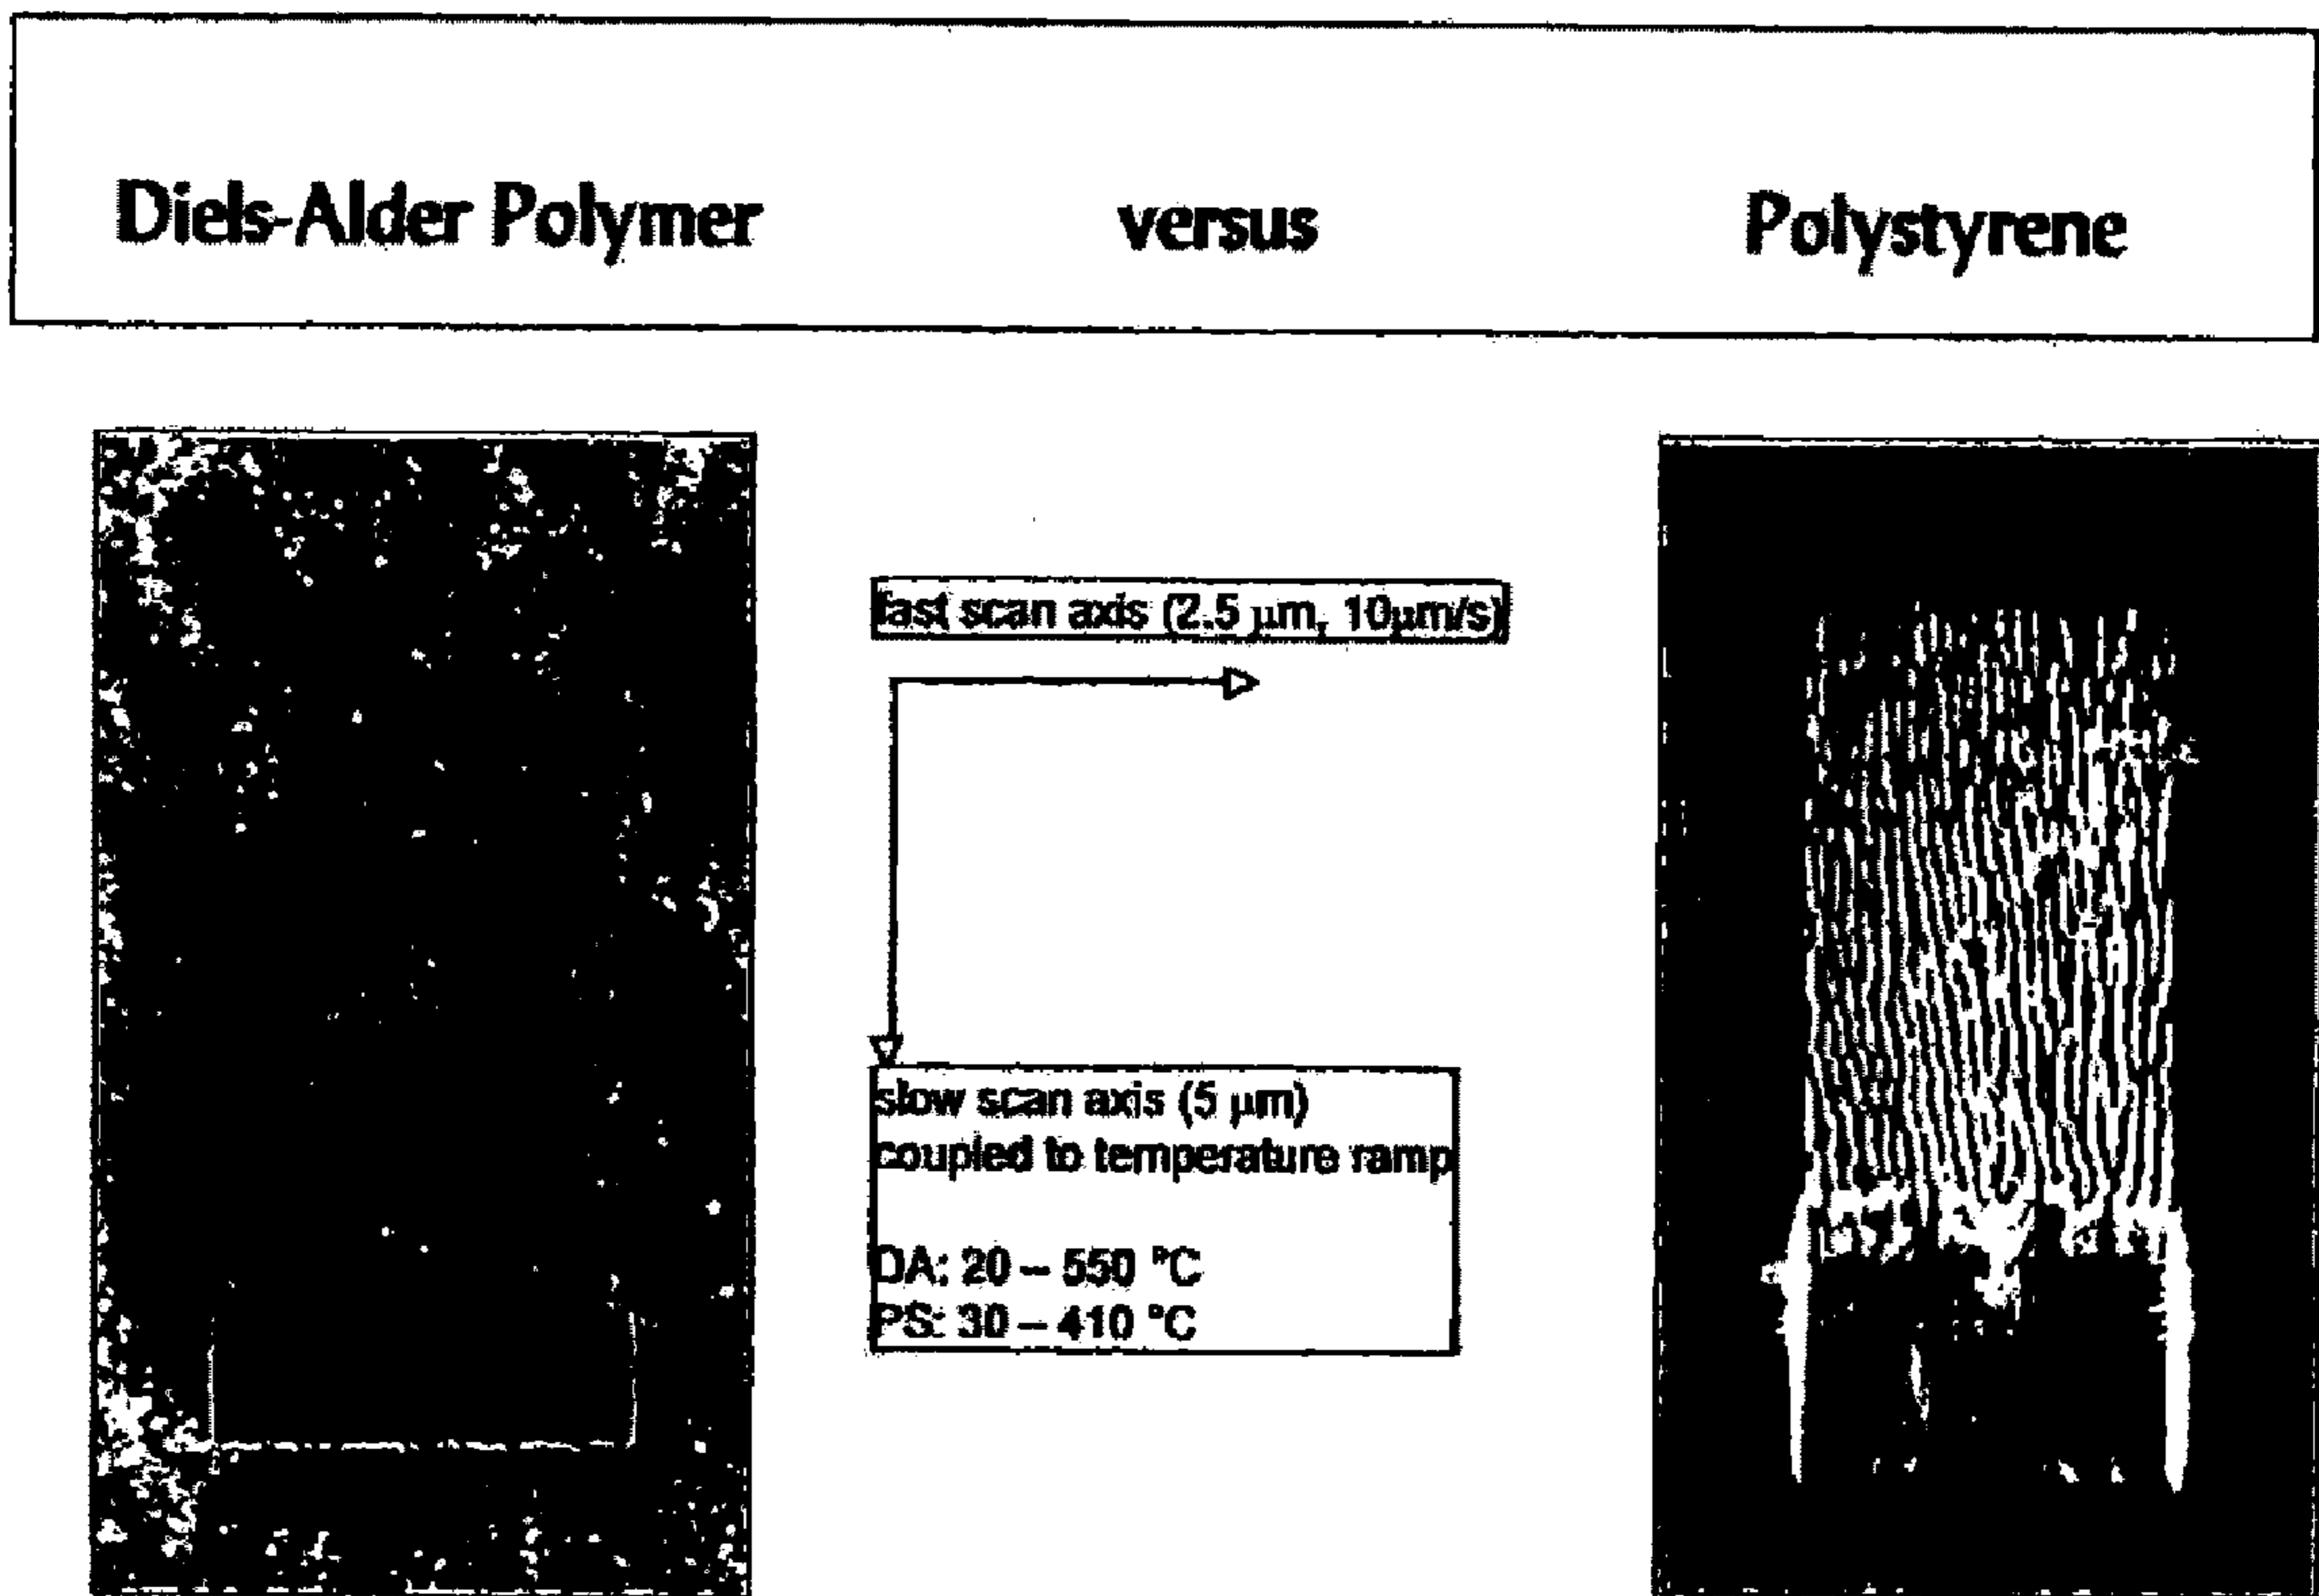 Diels-Alder Polymer versus Polystyrene
fast scan axis (2.5 µm, 10µm/s)
slow scan axis (5 µm)
coupled to temperature ramp
DA: 20 – 550 °C
PS: 30 – 410 °C